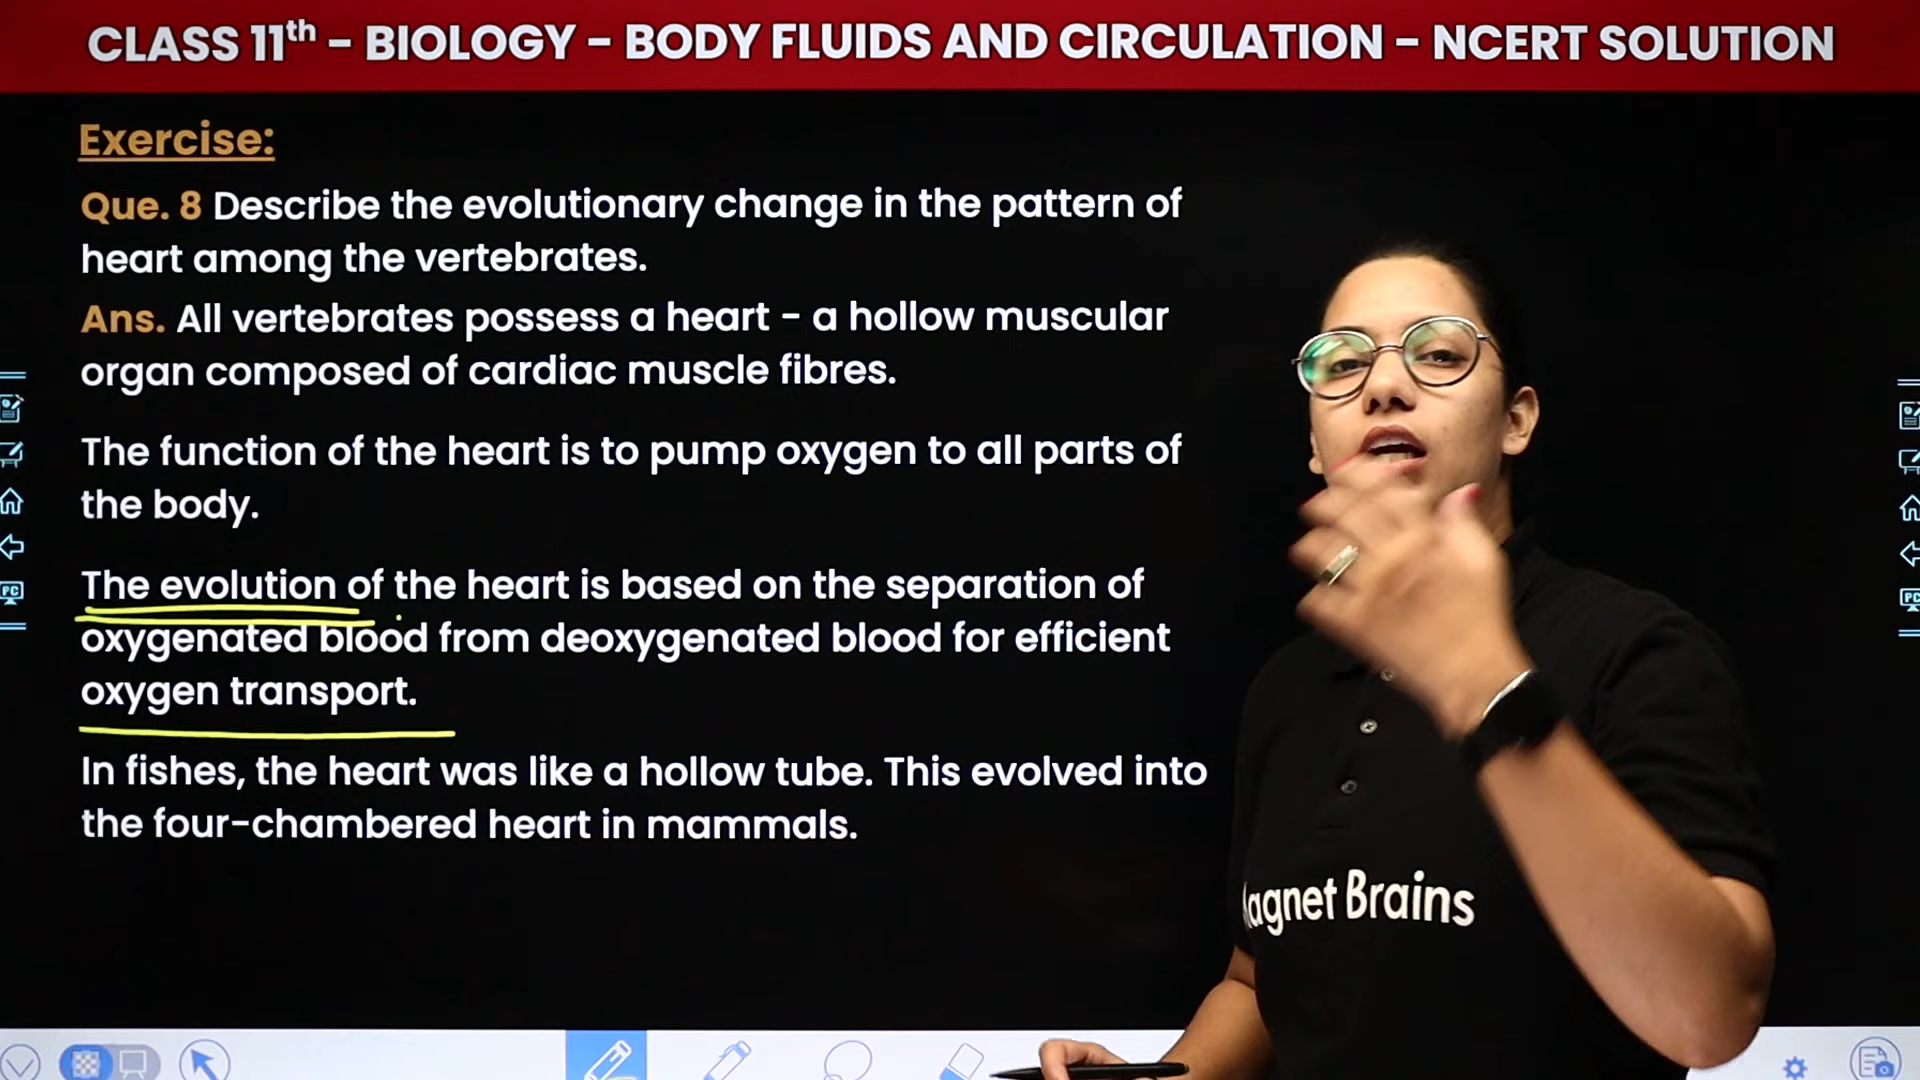 CLASS 11th - BIOLOGY - BODY FLUIDS AND CIRCULATION - NCERT SOLUTION
Exercise:
Que. 8 Describe the evolutionary change in the pattern of
heart among the vertebrates.
Ans. All vertebrates possess a heart - a hollow muscular
organ composed of cardiac muscle fibres.
The function of the heart is to pump oxygen to all parts of
the body.
The evolution of the heart is based on the separation of
oxygenated blood from deoxygenated blood for efficient
oxygen transport.
In fishes, the heart was like a hollow tube. This evolved into
the four-chambered heart in mammals.
agnet Brains
PC
PC